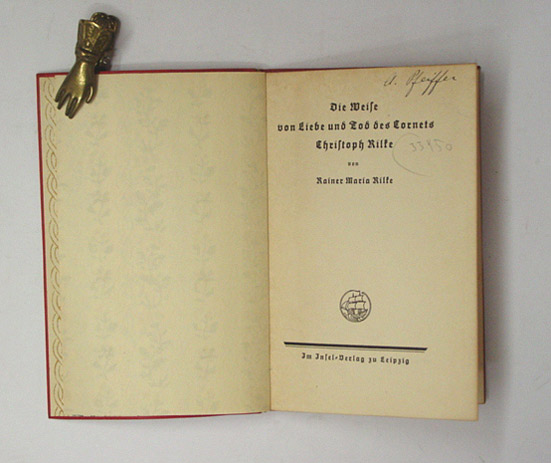 A. Pfeiffer
Die Weise
von Liebe und Tod des Cornets
Christoph Rilke
33950
von
Rainer Maria Rilke
Im Insel-Verlag zu Leipzig